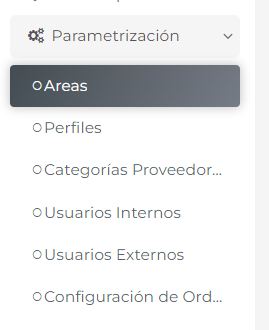 Parametrización
Areas
Perfiles
Categorías Proveedor...
Usuarios Internos
Usuarios Externos
Configuración de Ord...